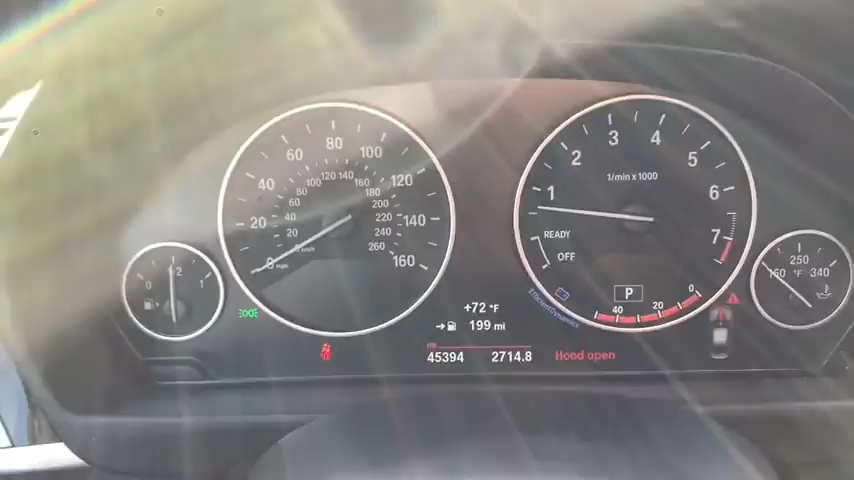 20 40 60 80 100 120 140 160
20 40 60 80 100 120 140 160 180 200 220 240 260
0 mph
km/h
1 2 3 4 5 6 7
1/min x 1000
READY
OFF
EfficientDynamics
P
40 20 0
0 1/2 1
160 250 340
°F
+72 °F
199 mi
45394 2714.8
Hood open